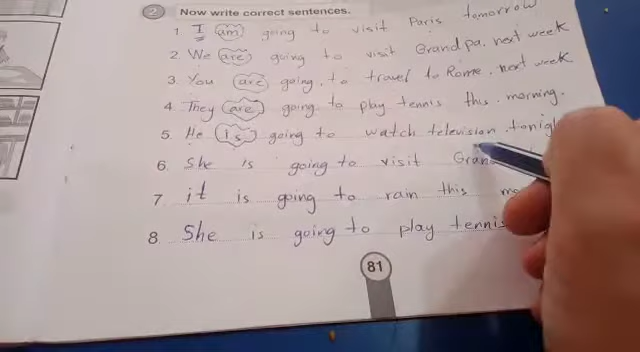 2 Now write correct sentences.
1 I am going to visit Paris tomorrow
2. We are going to visit Grandpa. next week
3. You are going. to travel to Rome. next week
4. They are going to play tennis this. morning.
5. He is going to watch television. tonight
6. She is going to visit
7. it is going to rain this
8. She is going to play tennis
81